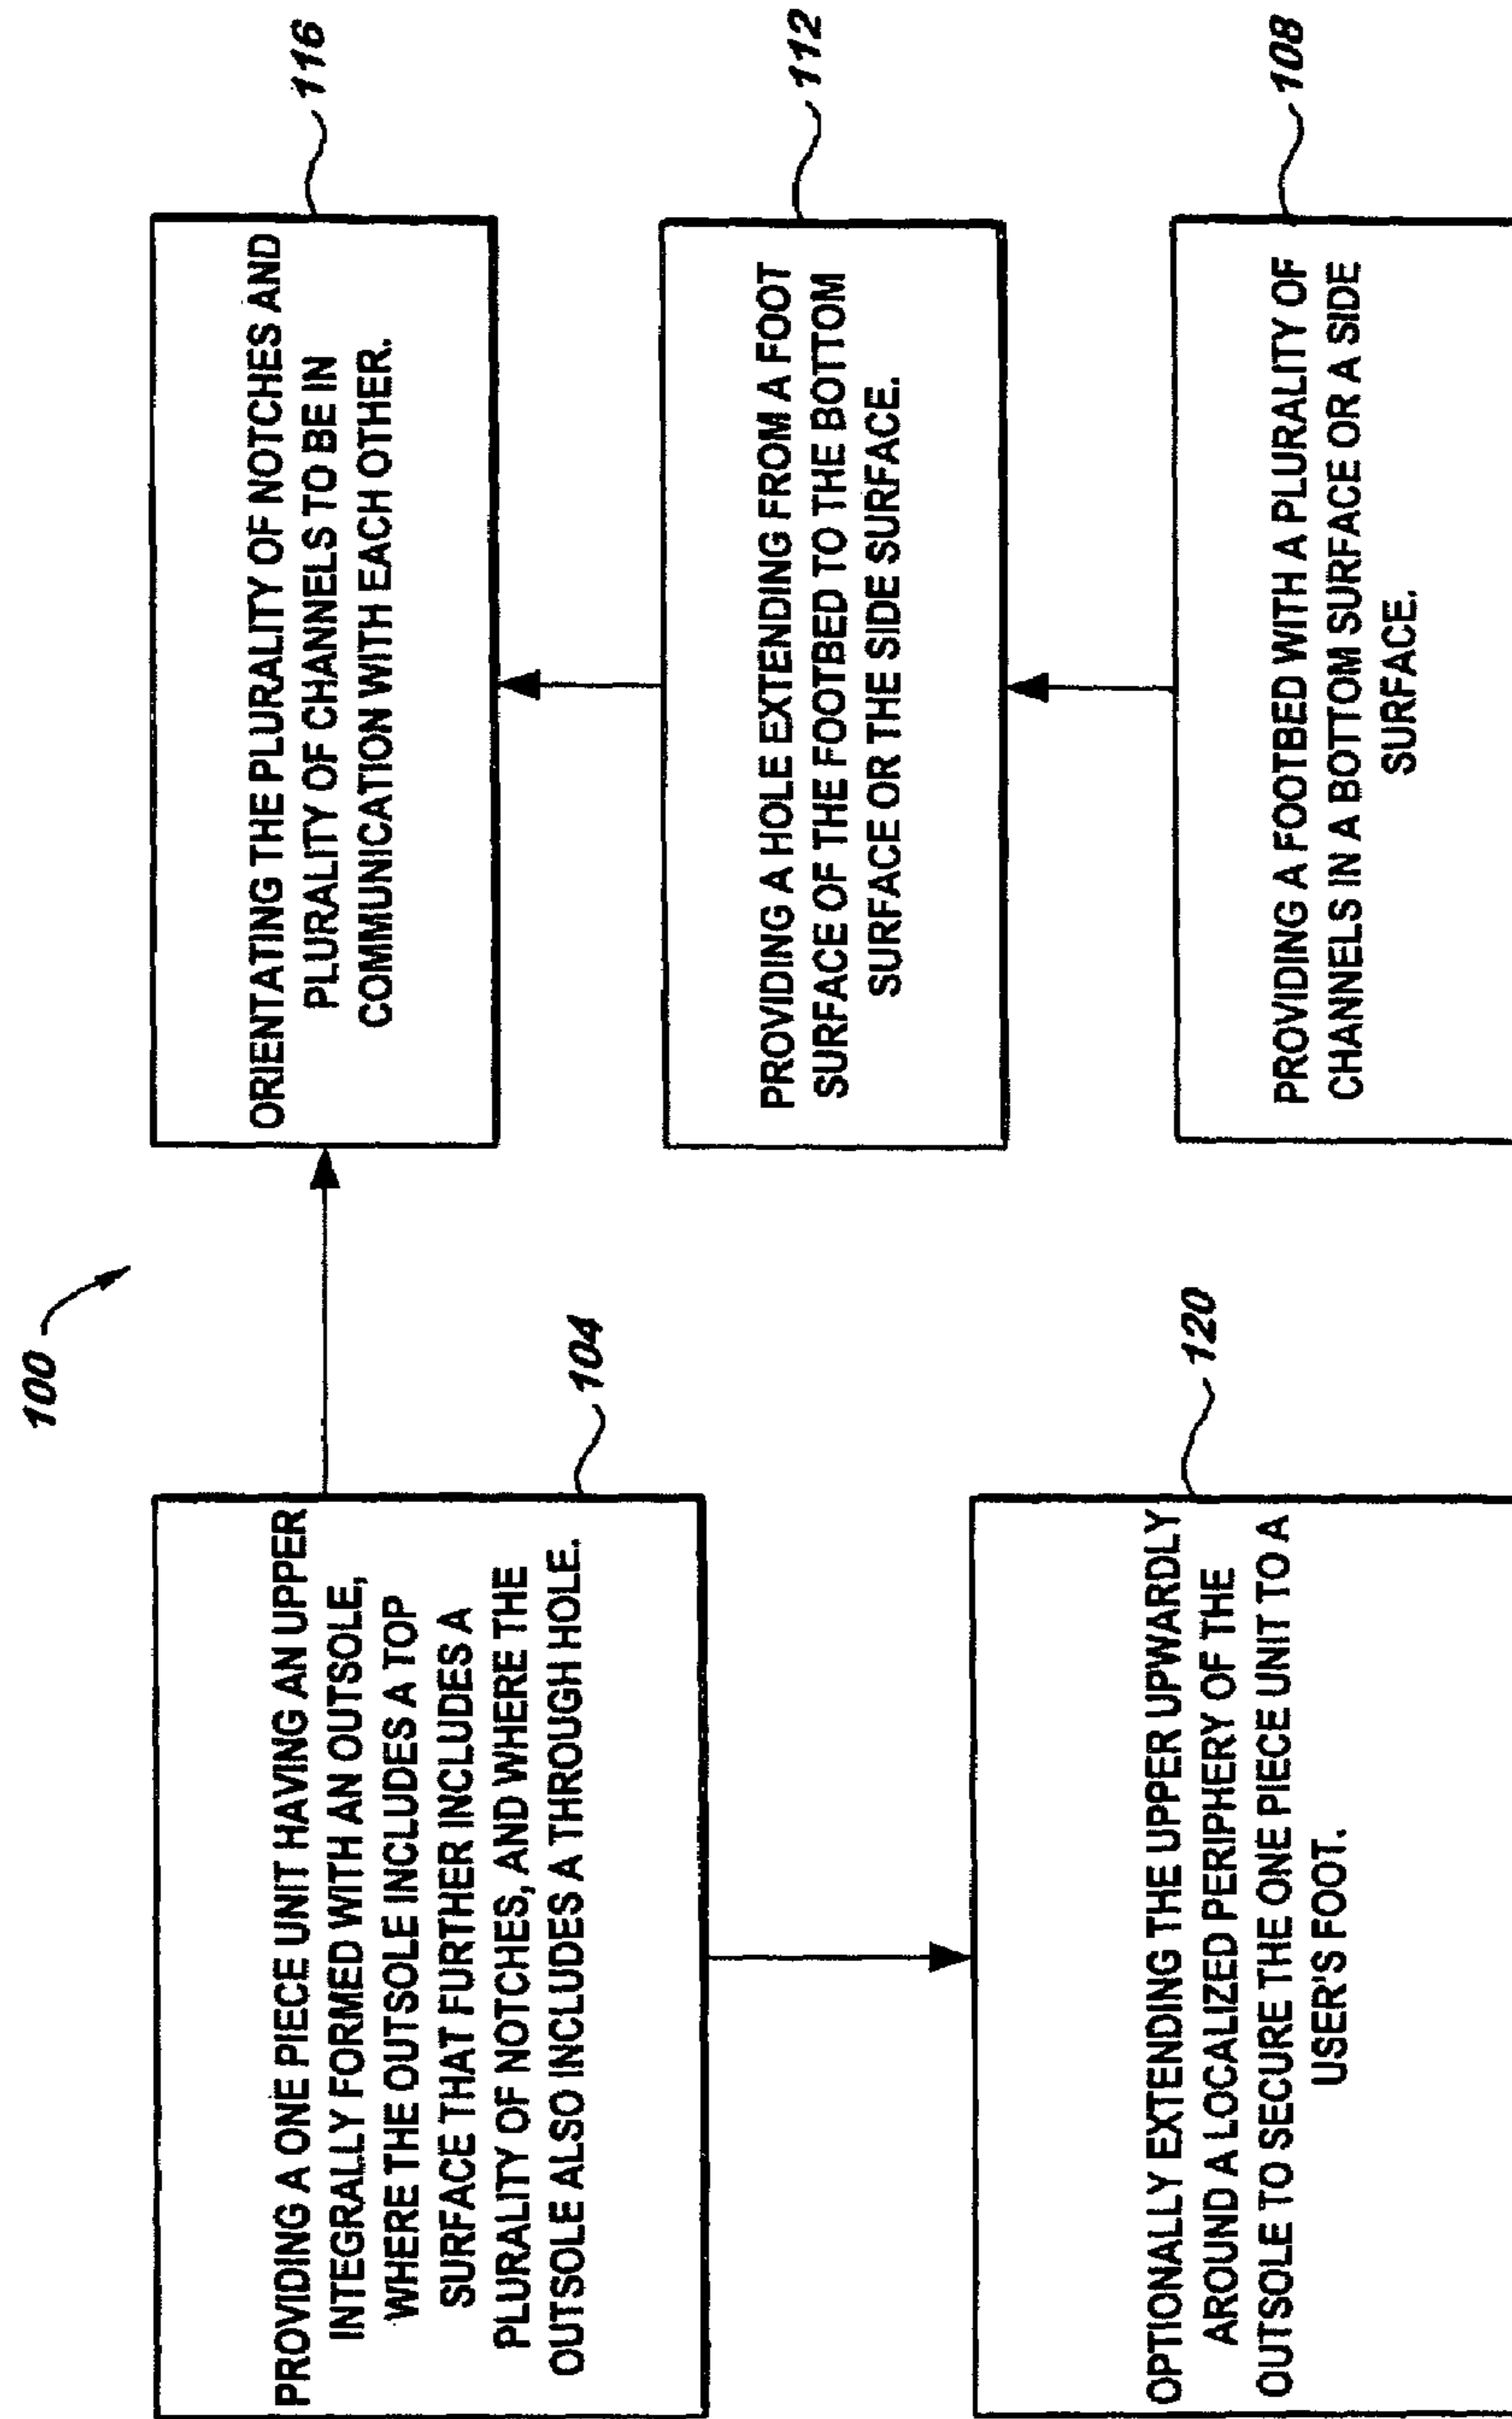 100
104
PROVIDING A ONE PIECE UNIT HAVING AN UPPER
INTEGRALLY FORMED WITH AN OUTSOLE,
WHERE THE OUTSOLE INCLUDES A TOP
SURFACE THAT FURTHER INCLUDES A
PLURALITY OF NOTCHES, AND WHERE THE
OUTSOLE ALSO INCLUDES A THROUGH HOLE.
120
OPTIONALLY EXTENDING THE UPPER UPWARDLY
AROUND A LOCALIZED PERIPHERY OF THE
OUTSOLE TO SECURE THE ONE PIECE UNIT TO A
USER'S FOOT.
116
ORIENTATING THE PLURALITY OF NOTCHES AND
PLURALITY OF CHANNELS TO BE IN
COMMUNICATION WITH EACH OTHER.
112
PROVIDING A HOLE EXTENDING FROM A FOOT
SURFACE OF THE FOOTBED TO THE BOTTOM
SURFACE OR THE SIDE SURFACE.
108
PROVIDING A FOOTBED WITH A PLURALITY OF
CHANNELS IN A BOTTOM SURFACE OR A SIDE
SURFACE.